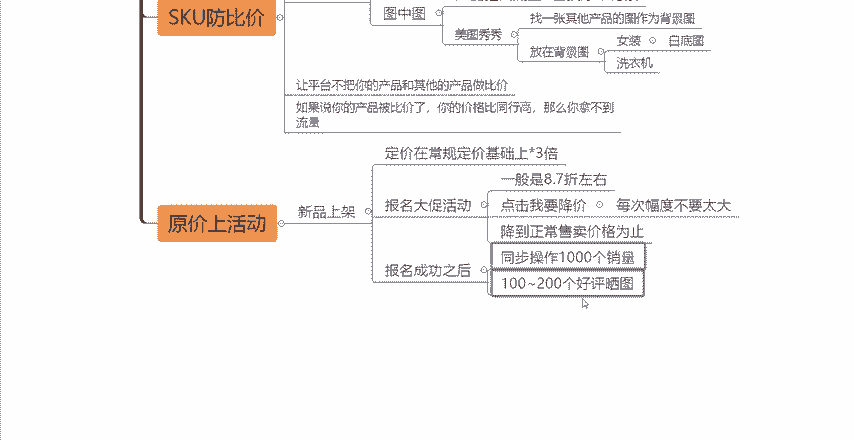 SKU防比价
图中图
美图秀秀
找一张其他产品的图作为背景图
放在背景图
女装
白底图
洗衣机
让平台不把你的产品和其他的产品做比价
如果说你的产品被比价了，你的价格比同行高，那么你拿不到
流量
原价上活动
新品上架
定价在常规定价基础上*3倍
报名大促活动
一般是8.7折左右
点击我要降价
每次幅度不要太大
降到正常售卖价格为止
报名成功之后
同步操作1000个销量
100~200个好评晒图